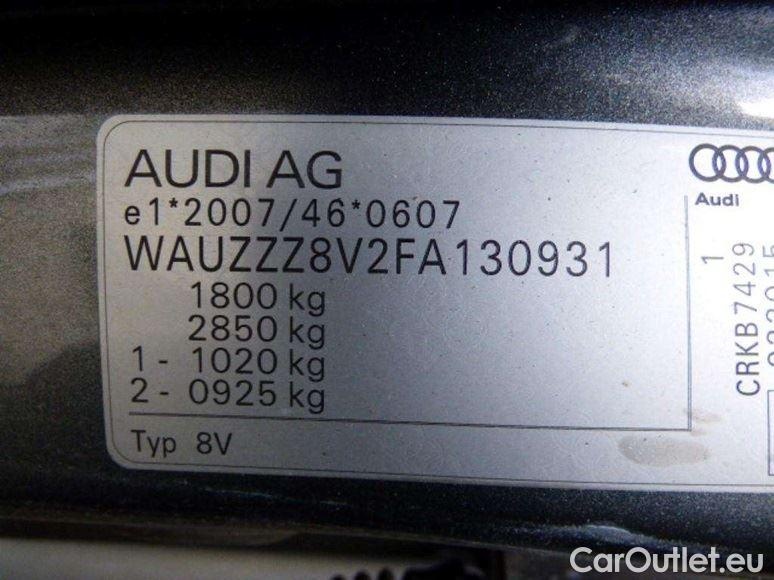 AUDI AG
e1*2007/46*0607
WAUZZZ8V2FA130931
1800 kg
2850 kg
1 - 1020 kg
2 - 0925 kg
Typ 8V
Audi
1
CRKB7429
CarOutlet.eu